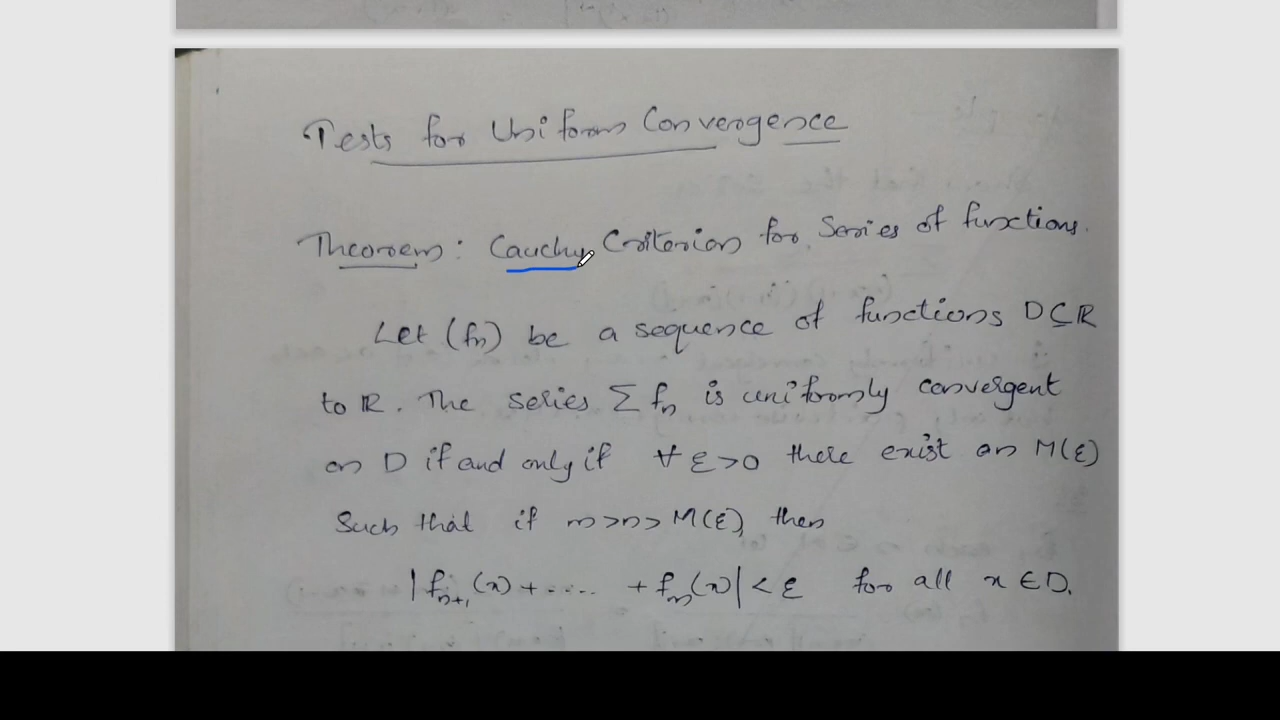 Tests for Uniform Convergence
Theorem: Cauchy Criterion for Series of functions.
Let (fₙ) be a sequence of functions D ⊆ ℝ
to ℝ. The series Σ fₙ is uniformly convergent
on D if and only if ∀ ε>0 there exist an M(ε)
Such that if m>n> M(ε), then
|fₙ₊₁(x) + ..... + fₘ(x)| < ε for all x ∈ D.